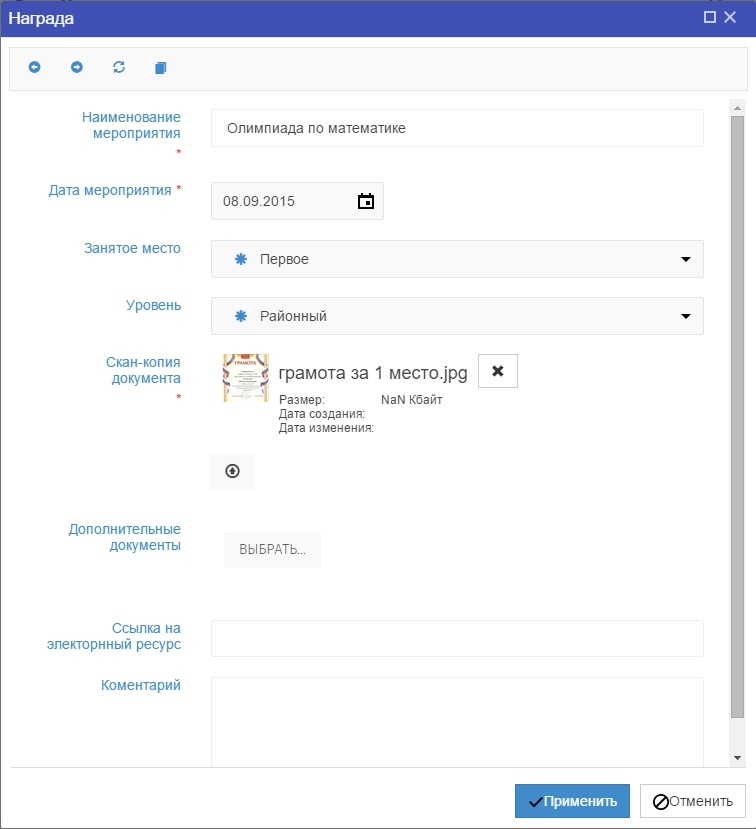 Награда
Наименование
мероприятия
*
Олимпиада по математике
Дата мероприятия *
08.09.2015
Занятое место
Первое
Уровень
Районный
Скан-копия
документа
*
ГРАМОТА
грамота за 1 место.jpg
Размер: NaN Кбайт
Дата создания:
Дата изменения:
Дополнительные
документы
ВЫБРАТЬ...
Ссылка на
электорнный ресурс
Коментарий
Применить
Отменить